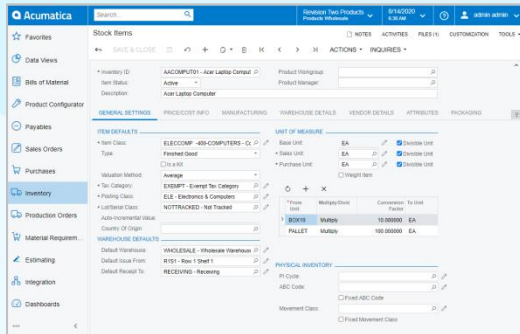 Acumatica
Search...
Revision Two Products
Products Wholesale
8/14/2020
6:38 AM
admin admin
Favorites
Data Views
Bills of Material
Product Configurator
Payables
Sales Orders
Purchases
Inventory
Production Orders
Material Requirem...
Estimating
Integration
Dashboards
Stock Items
NOTES ACTIVITIES FILES (1) CUSTOMIZATION TOOLS
SAVE & CLOSE ACTIONS INQUIRIES
* Inventory ID: AACOMPUT01 - Acer Laptop Comput
Product Workgroup:
Item Status: Active
Product Manager:
Description: Acer Laptop Computer
GENERAL SETTINGS PRICE/COST INFO MANUFACTURING WAREHOUSE DETAILS VENDOR DETAILS ATTRIBUTES PACKAGING
ITEM DEFAULTS
* Item Class: ELECCOMP -400-COMPUTERS - Cc
Type: Finished Good
Is a Kit
Valuation Method: Average
* Tax Category: EXEMPT - Exempt Tax Category
* Posting Class: ELE - Electronics & Computers
* Lot/Serial Class: NOTTRACKED - Not Tracked
Auto-Incremental Value:
Country Of Origin:
WAREHOUSE DEFAULTS
Default Warehouse: WHOLESALE - Wholesale Warehous
Default Issue From: R1S1 - Row 1 Shelf 1
Default Receipt To: RECEIVING - Receiving
UNIT OF MEASURE
* Base Unit: EA Divisible Unit
* Sales Unit: EA Divisible Unit
* Purchase Unit: EA Divisible Unit
Weight Item
* From Unit Multiply/Divide Conversion Factor To Unit
BOX10 Multiply 10.000000 EA
PALLET Multiply 100.000000 EA
PHYSICAL INVENTORY
PI Cycle:
ABC Code:
Fixed ABC Code
Movement Class:
Fixed Movement Class